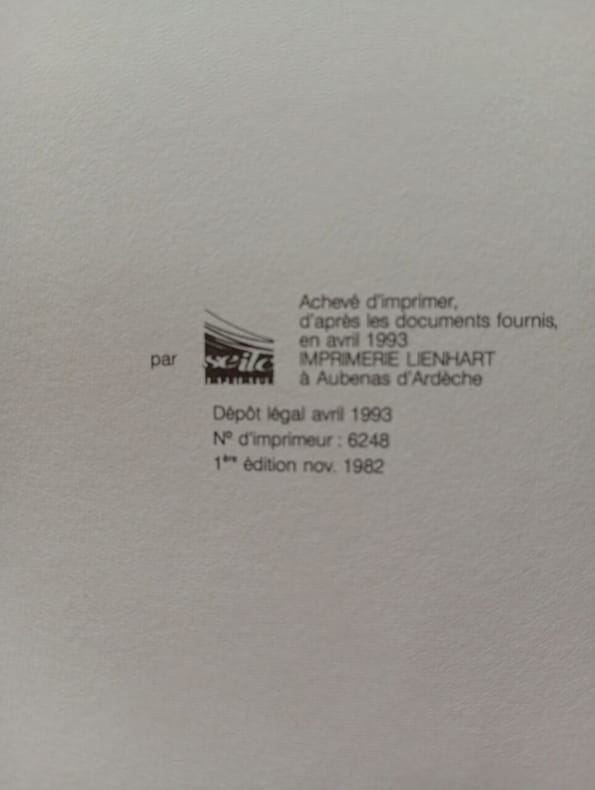 Achevé d'imprimer,
d'après les documents fournis,
en avril 1993
par
IMPRIMERIE LIENHART
à Aubenas d'Ardèche
Dépôt légal avril 1993
N° d'imprimeur : 6248
1ère édition nov. 1982